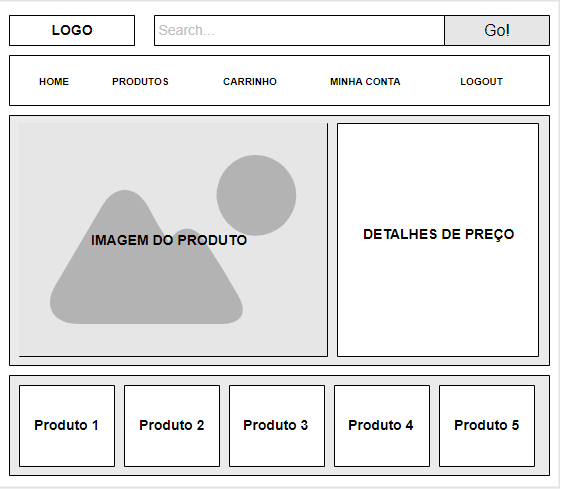 LOGO
Search...
Go!
HOME PRODUTOS CARRINHO MINHA CONTA LOGOUT
IMAGEM DO PRODUTO
DETALHES DE PREÇO
Produto 1 Produto 2 Produto 3 Produto 4 Produto 5